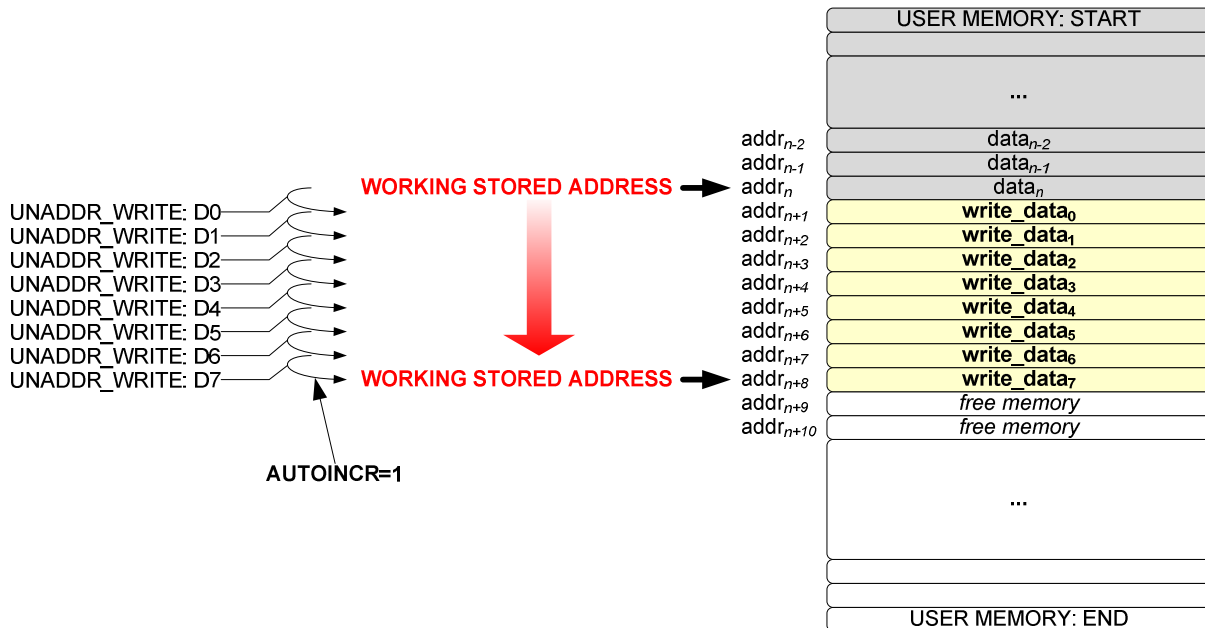 USER MEMORY: START
...
addrn-2 datan-2
addrn-1 datan-1
WORKING STORED ADDRESS addrn datan
UNADDR_WRITE: D0 addrn+1 write_data0
UNADDR_WRITE: D1 addrn+2 write_data1
UNADDR_WRITE: D2 addrn+3 write_data2
UNADDR_WRITE: D3 addrn+4 write_data3
UNADDR_WRITE: D4 addrn+5 write_data4
UNADDR_WRITE: D5 addrn+6 write_data5
UNADDR_WRITE: D6 addrn+7 write_data6
UNADDR_WRITE: D7 WORKING STORED ADDRESS addrn+8 write_data7
addrn+9 free memory
addrn+10 free memory
AUTOINCR=1
...
USER MEMORY: END